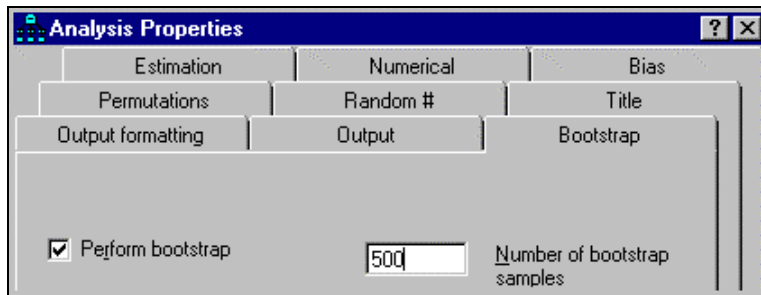 Analysis Properties
?
Estimation
Numerical
Bias
Permutations
Random #
Title
Output formatting
Output
Bootstrap
Perform bootstrap
500
Number of bootstrap
samples